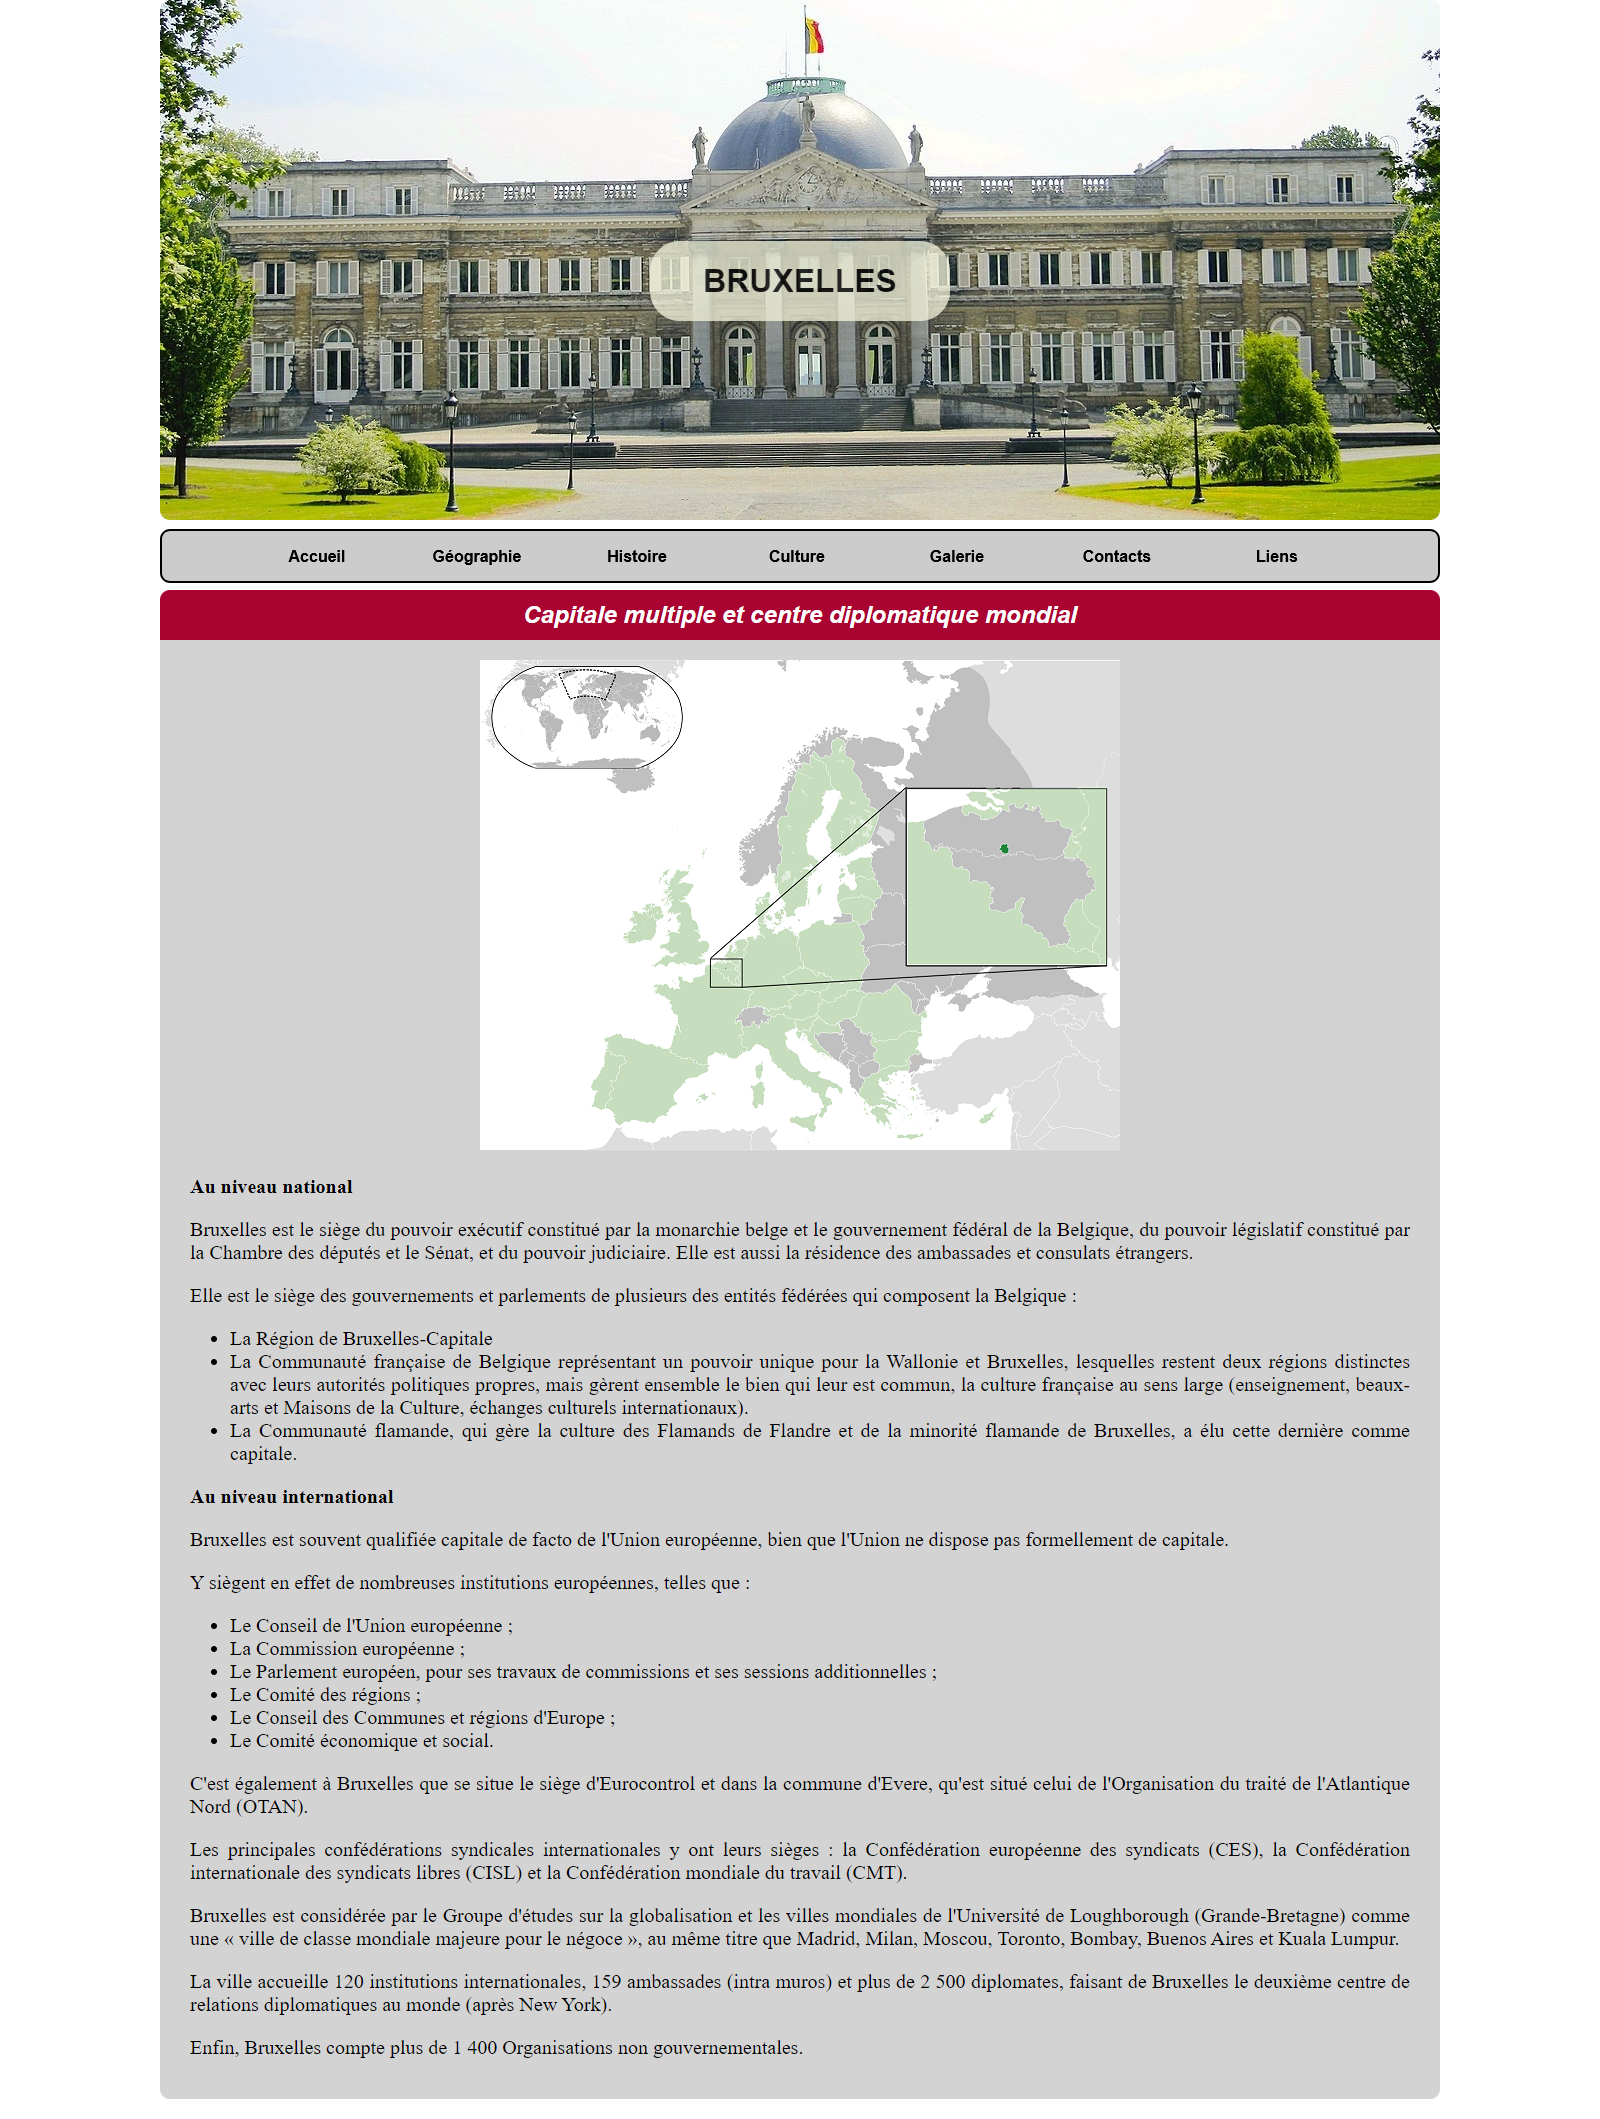 BRUXELLES
Accueil Géographie Histoire Culture Galerie Contacts Liens
Capitale multiple et centre diplomatique mondial
Au niveau national
Bruxelles est le siège du pouvoir exécutif constitué par la monarchie belge et le gouvernement fédéral de la Belgique, du pouvoir législatif constitué par
la Chambre des députés et le Sénat, et du pouvoir judiciaire. Elle est aussi la résidence des ambassades et consulats étrangers.
Elle est le siège des gouvernements et parlements de plusieurs des entités fédérées qui composent la Belgique :
• La Région de Bruxelles-Capitale
• La Communauté française de Belgique représentant un pouvoir unique pour la Wallonie et Bruxelles, lesquelles restent deux régions distinctes
avec leurs autorités politiques propres, mais gèrent ensemble le bien qui leur est commun, la culture française au sens large (enseignement, beaux-
arts et Maisons de la Culture, échanges culturels internationaux).
• La Communauté flamande, qui gère la culture des Flamands de Flandre et de la minorité flamande de Bruxelles, a élu cette dernière comme
capitale.
Au niveau international
Bruxelles est souvent qualifiée capitale de facto de l'Union européenne, bien que l'Union ne dispose pas formellement de capitale.
Y siègent en effet de nombreuses institutions européennes, telles que :
• Le Conseil de l'Union européenne ;
• La Commission européenne ;
• Le Parlement européen, pour ses travaux de commissions et ses sessions additionnelles ;
• Le Comité des régions ;
• Le Conseil des Communes et régions d'Europe ;
• Le Comité économique et social.
C'est également à Bruxelles que se situe le siège d'Eurocontrol et dans la commune d'Evere, qu'est situé celui de l'Organisation du traité de l'Atlantique
Nord (OTAN).
Les principales confédérations syndicales internationales y ont leurs sièges : la Confédération européenne des syndicats (CES), la Confédération
internationale des syndicats libres (CISL) et la Confédération mondiale du travail (CMT).
Bruxelles est considérée par le Groupe d'études sur la globalisation et les villes mondiales de l'Université de Loughborough (Grande-Bretagne) comme
une « ville de classe mondiale majeure pour le négoce », au même titre que Madrid, Milan, Moscou, Toronto, Bombay, Buenos Aires et Kuala Lumpur.
La ville accueille 120 institutions internationales, 159 ambassades (intra muros) et plus de 2 500 diplomates, faisant de Bruxelles le deuxième centre de
relations diplomatiques au monde (après New York).
Enfin, Bruxelles compte plus de 1 400 Organisations non gouvernementales.